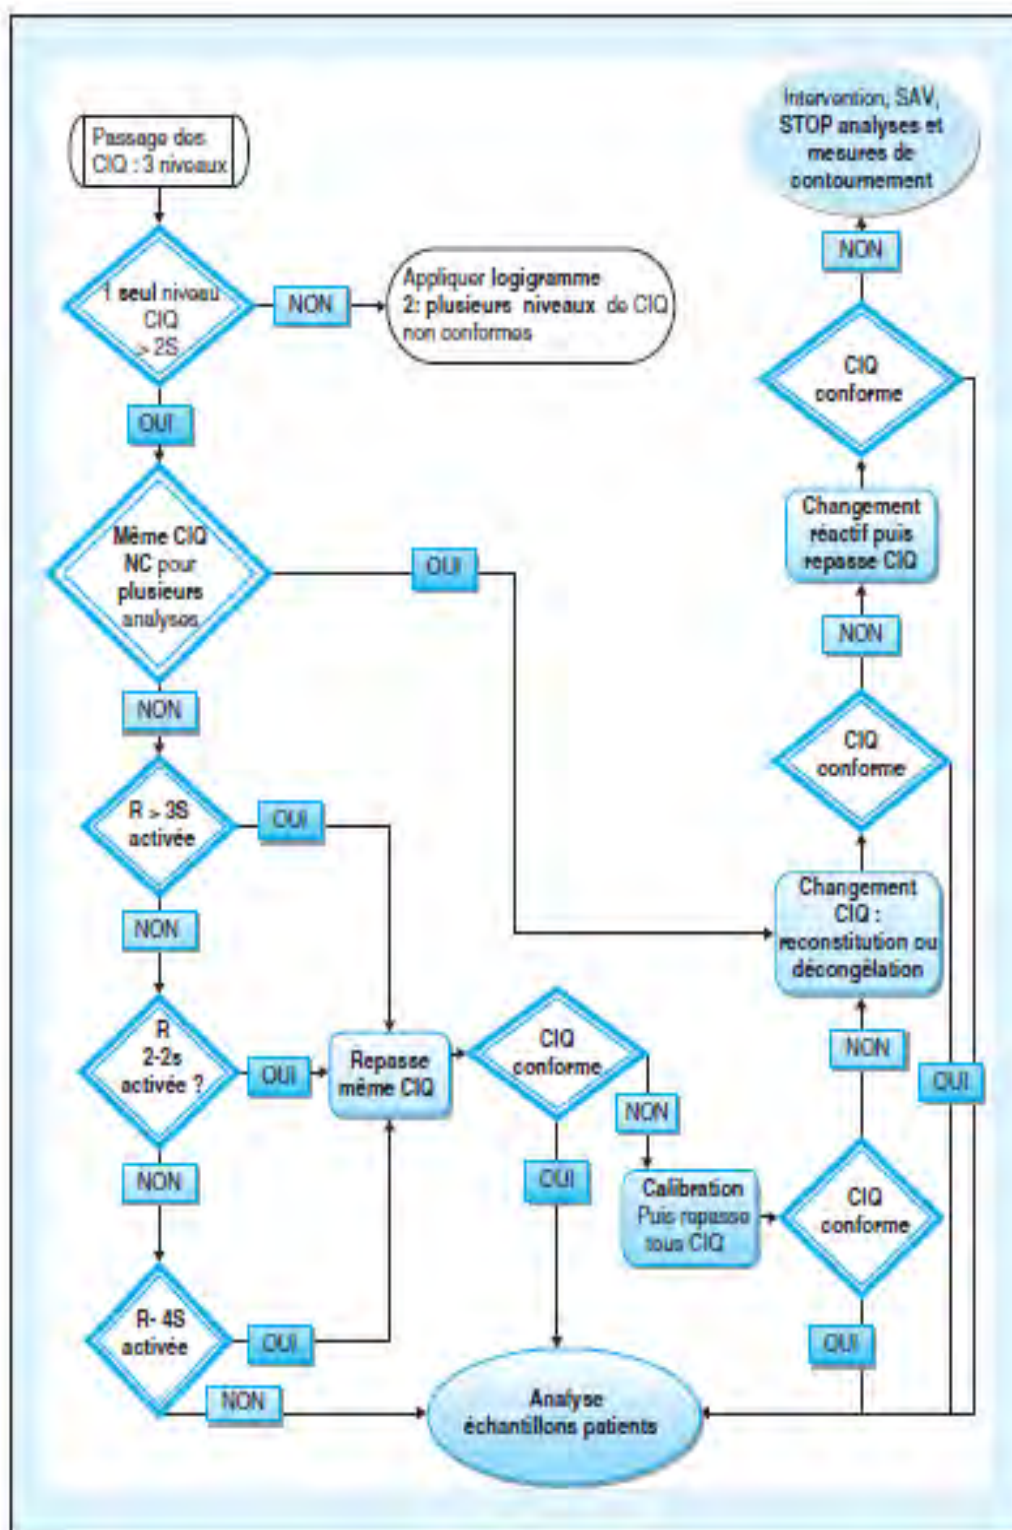 Passage des
CIQ : 3 niveaux
1 seul niveau
CIQ
> 2S
NON
Appliquer logigramme
2: plusieurs niveaux de CIQ
non conformes
OUI
Même CIQ
NC pour
plusieurs
analyses
OUI
NON
R > 3S
activée
OUI
NON
R
2-2s
activée ?
OUI
NON
R- 4S
activée
OUI
NON
Repasse
même CIQ
CIQ
conforme
NON
OUI
Calibration
Puis repasse
tous CIQ
CIQ
conforme
OUI
NON
Changement
CIQ :
reconstitution ou
décongélation
CIQ
conforme
NON
Changement
réactif puis
repasse CIQ
CIQ
conforme
NON
OUI
Intervention, SAV,
STOP analyses et
mesures de
contournement
Analyse
échantillons patients